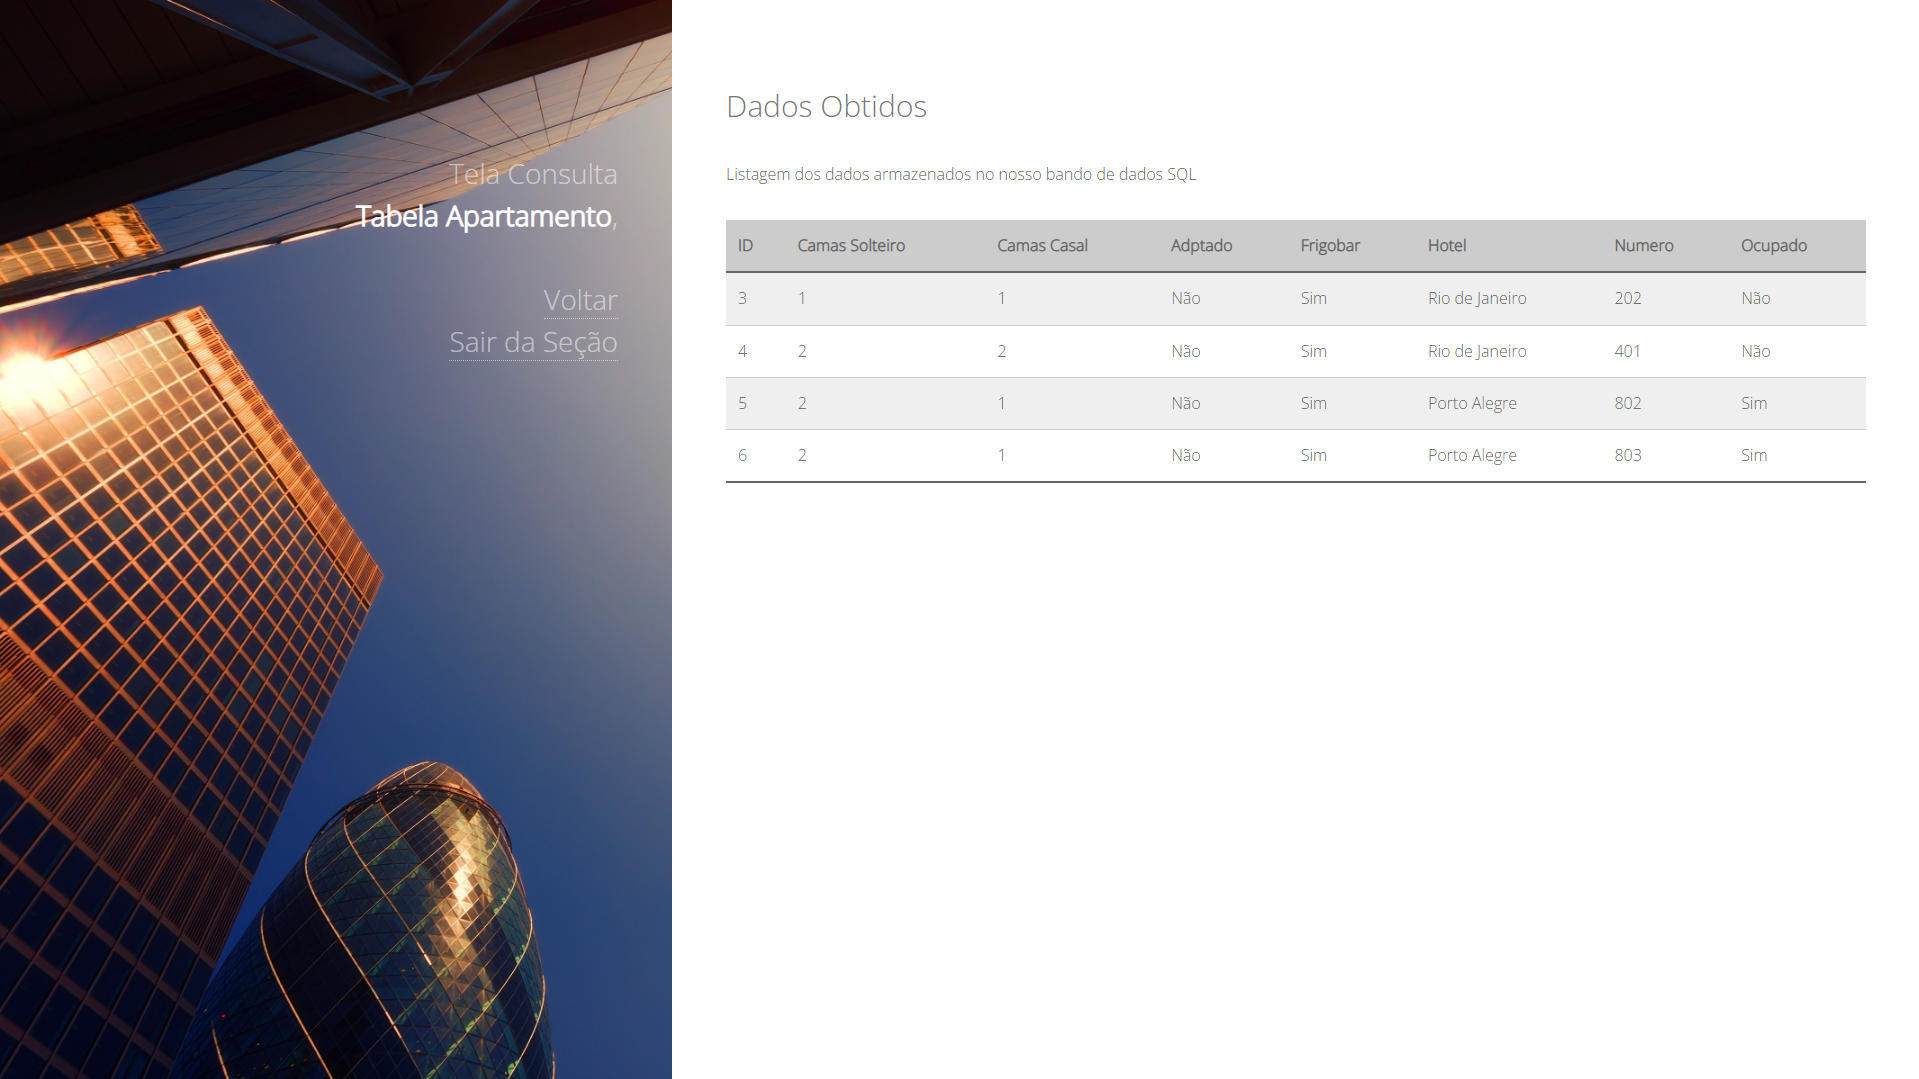 Tela Consulta
Tabela Apartamento,
Voltar
Sair da Seção
Dados Obtidos
Listagem dos dados armazenados no nosso bando de dados SQL
ID Camas Solteiro Camas Casal Adptado Frigobar Hotel Numero Ocupado
3 1 1 Não Sim Rio de Janeiro 202 Não
4 2 2 Não Sim Rio de Janeiro 401 Não
5 2 1 Não Sim Porto Alegre 802 Sim
6 2 1 Não Sim Porto Alegre 803 Sim